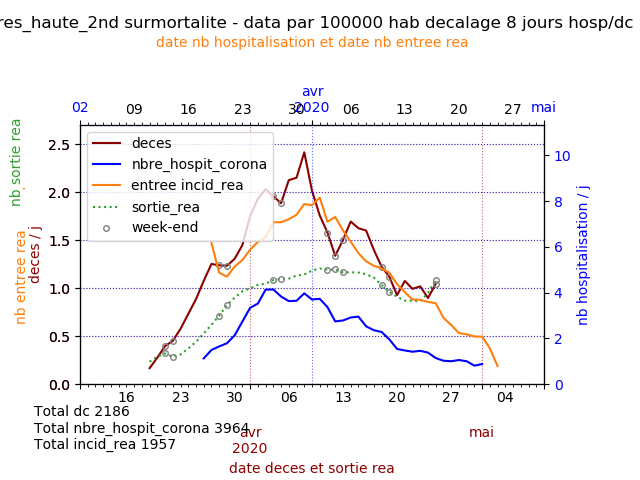 res_haute_2nd surmortalite - data par 100000 hab decalage 8 jours hosp/dc
date nb hospitalisation et date nb entree rea
avr
02 09 16 23 30 2020 06 13 20 27 mai
nb sortie rea
nb entree rea
deces / j
nb hospitalisation / j
deces
nbre_hospit_corona
entree incid_rea
sortie_rea
week-end
2.5
2.0
1.5
1.0
0.5
0.0
10
8
6
4
2
0
16 23 30 06 13 20 27 04
Total dc 2186
Total nbre_hospit_corona 3964
Total incid_rea 1957
avr
2020
mai
date deces et sortie rea